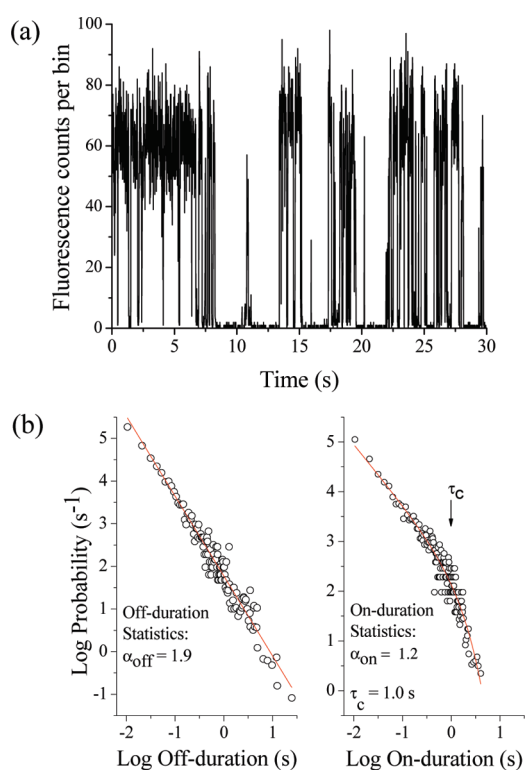 (a)
Fluorescence counts per bin
100
80
60
40
20
0
0 5 10 15 20 25 30
Time (s)
(b)
Log Probability (s⁻¹)
5
4
3
2
1
0
-1
-2 -1 0 1
Log Off-duration (s)
Off-duration
Statistics:
α_off = 1.9
5
4
3
2
1
0
-2 -1 0 1
Log On-duration (s)
τ_c
On-duration
Statistics:
α_on = 1.2
τ_c = 1.0 s